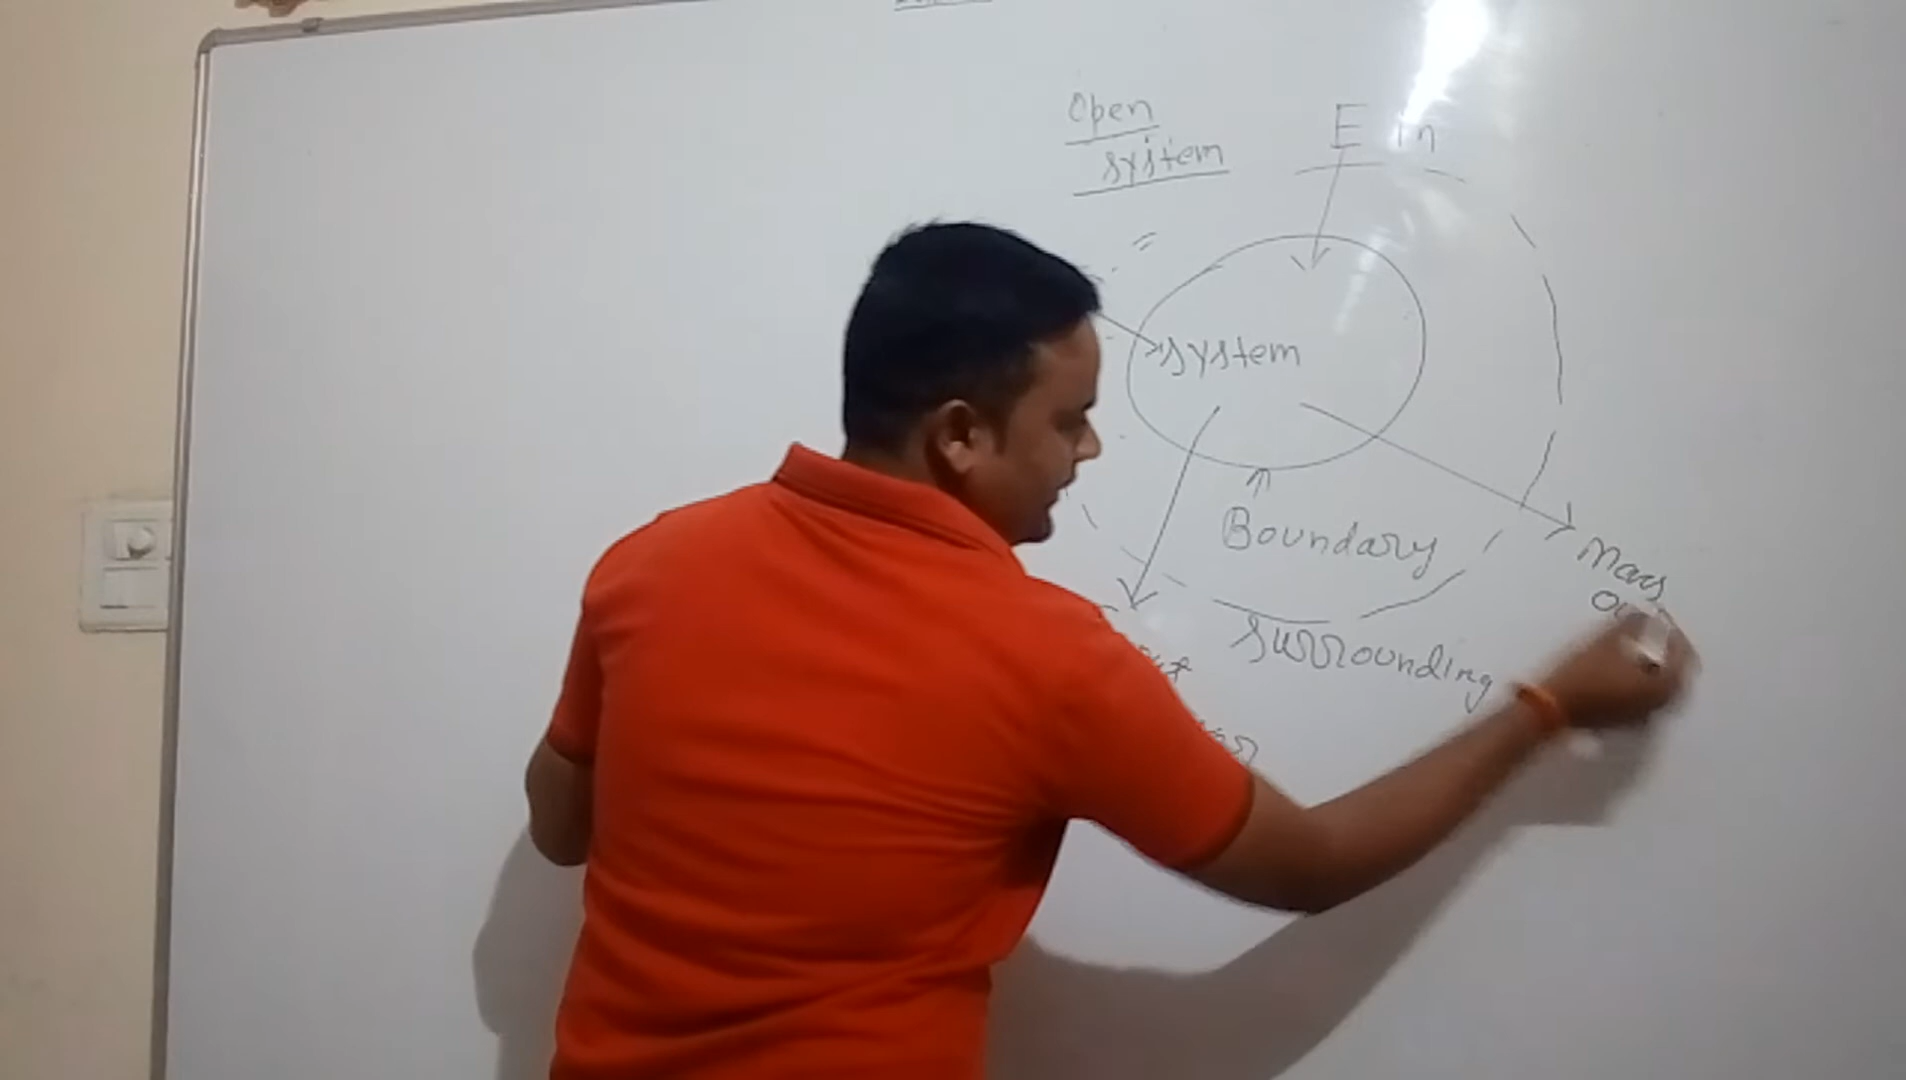 Open
system
E in
system
Boundary
surrounding
Mass